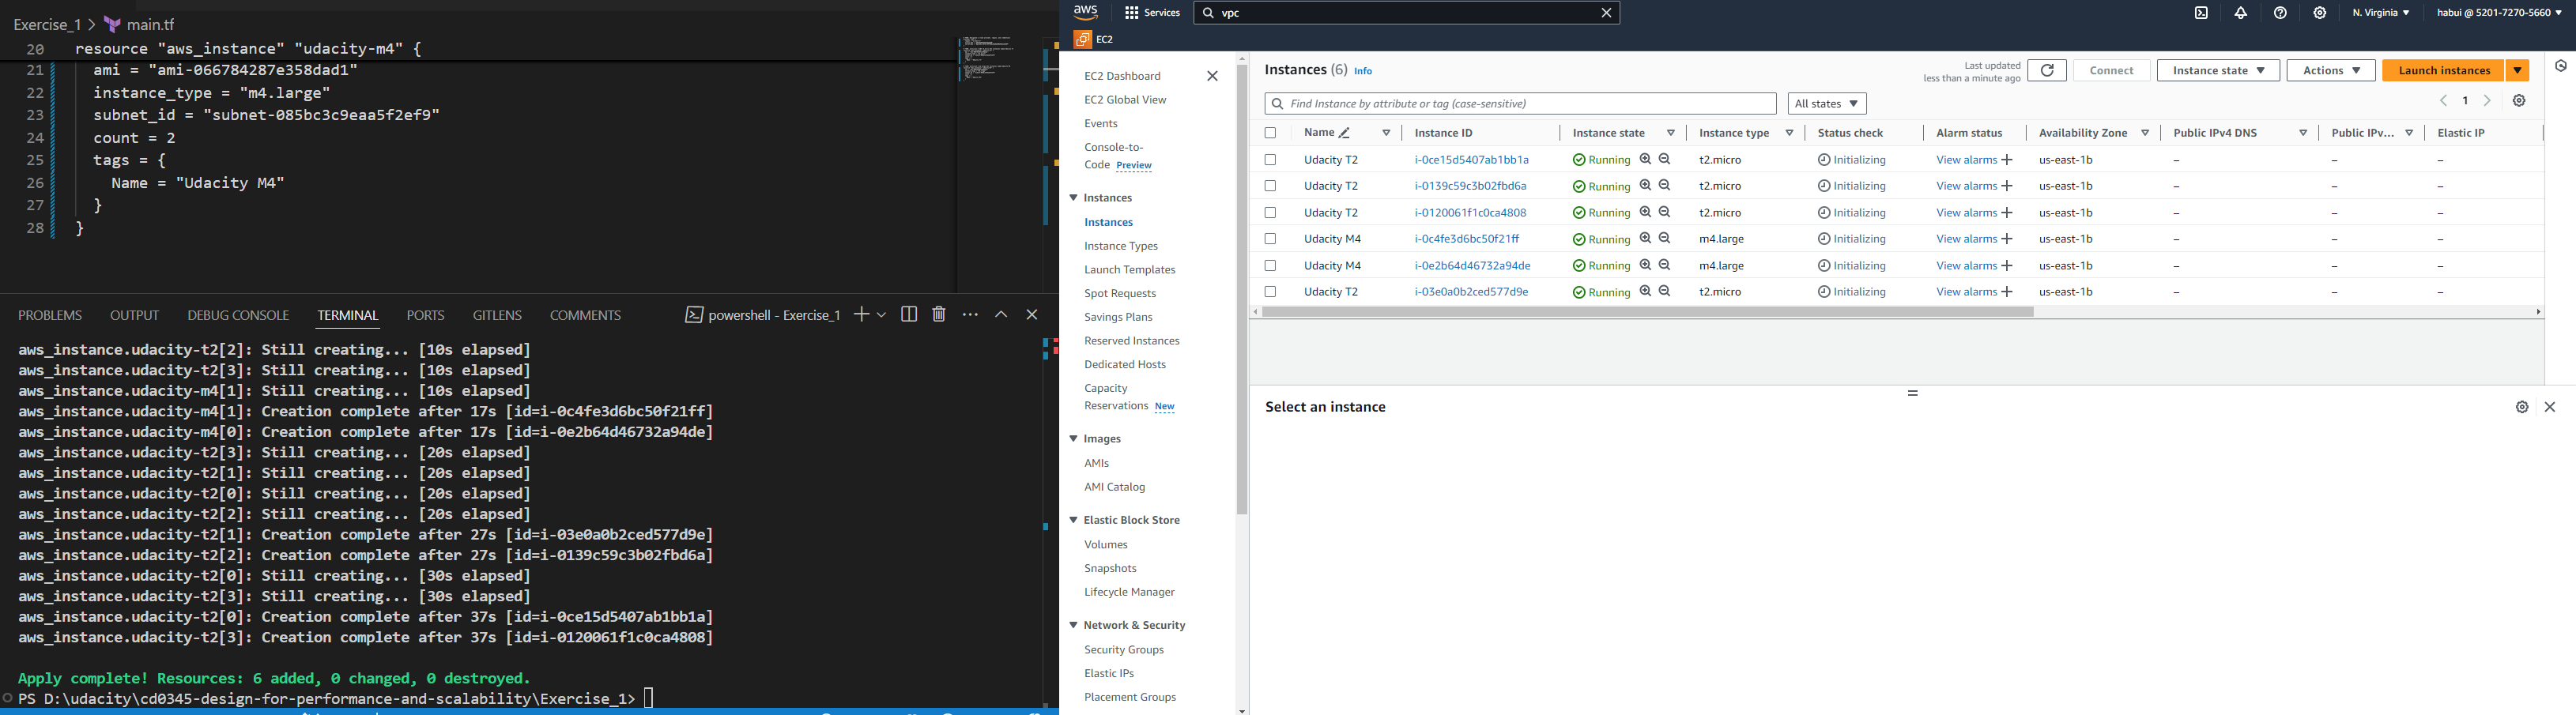 Exercise_1 > main.tf
20 resource "aws_instance" "udacity-m4" {
21 ami = "ami-066784287e358dad1"
22 instance_type = "m4.large"
23 subnet_id = "subnet-085bc3c9eaa5f2ef9"
24 count = 2
25 tags = {
26 Name = "Udacity M4"
27 }
28 }
PROBLEMS OUTPUT DEBUG CONSOLE TERMINAL PORTS GITLENS COMMENTS powershell - Exercise_1
aws_instance.udacity-t2[2]: Still creating... [10s elapsed]
aws_instance.udacity-t2[3]: Still creating... [10s elapsed]
aws_instance.udacity-m4[1]: Still creating... [10s elapsed]
aws_instance.udacity-m4[1]: Creation complete after 17s [id=i-0c4fe3d6bc50f21ff]
aws_instance.udacity-m4[0]: Creation complete after 17s [id=i-0e2b64d46732a94de]
aws_instance.udacity-t2[3]: Still creating... [20s elapsed]
aws_instance.udacity-t2[1]: Still creating... [20s elapsed]
aws_instance.udacity-t2[0]: Still creating... [20s elapsed]
aws_instance.udacity-t2[2]: Still creating... [20s elapsed]
aws_instance.udacity-t2[1]: Creation complete after 27s [id=i-03e0a0b2ced577d9e]
aws_instance.udacity-t2[2]: Creation complete after 27s [id=i-0139c59c3b02fbd6a]
aws_instance.udacity-t2[0]: Still creating... [30s elapsed]
aws_instance.udacity-t2[3]: Still creating... [30s elapsed]
aws_instance.udacity-t2[0]: Creation complete after 37s [id=i-0ce15d5407ab1bb1a]
aws_instance.udacity-t2[3]: Creation complete after 37s [id=i-0120061f1c0ca4808]
Apply complete! Resources: 6 added, 0 changed, 0 destroyed.
PS D:\udacity\cd0345-design-for-performance-and-scalability\Exercise_1>
aws Services vpc N. Virginia habui @ 5201-7270-5660
EC2
EC2 Dashboard
EC2 Global View
Events
Console-to-
Code Preview
Instances
Instances
Instance Types
Launch Templates
Spot Requests
Savings Plans
Reserved Instances
Dedicated Hosts
Capacity
Reservations New
Images
AMIs
AMI Catalog
Elastic Block Store
Volumes
Snapshots
Lifecycle Manager
Network & Security
Security Groups
Elastic IPs
Placement Groups
Instances (6) Info
Last updated
less than a minute ago
Connect Instance state Actions Launch instances
Find Instance by attribute or tag (case-sensitive) All states 1
Name Instance ID Instance state Instance type Status check Alarm status Availability Zone Public IPv4 DNS Public IPv... Elastic IP
Udacity T2 i-0ce15d5407ab1bb1a Running t2.micro Initializing View alarms + us-east-1b – – –
Udacity T2 i-0139c59c3b02fbd6a Running t2.micro Initializing View alarms + us-east-1b – – –
Udacity T2 i-0120061f1c0ca4808 Running t2.micro Initializing View alarms + us-east-1b – – –
Udacity M4 i-0c4fe3d6bc50f21ff Running m4.large Initializing View alarms + us-east-1b – – –
Udacity M4 i-0e2b64d46732a94de Running m4.large Initializing View alarms + us-east-1b – – –
Udacity T2 i-03e0a0b2ced577d9e Running t2.micro Initializing View alarms + us-east-1b – – –
Select an instance